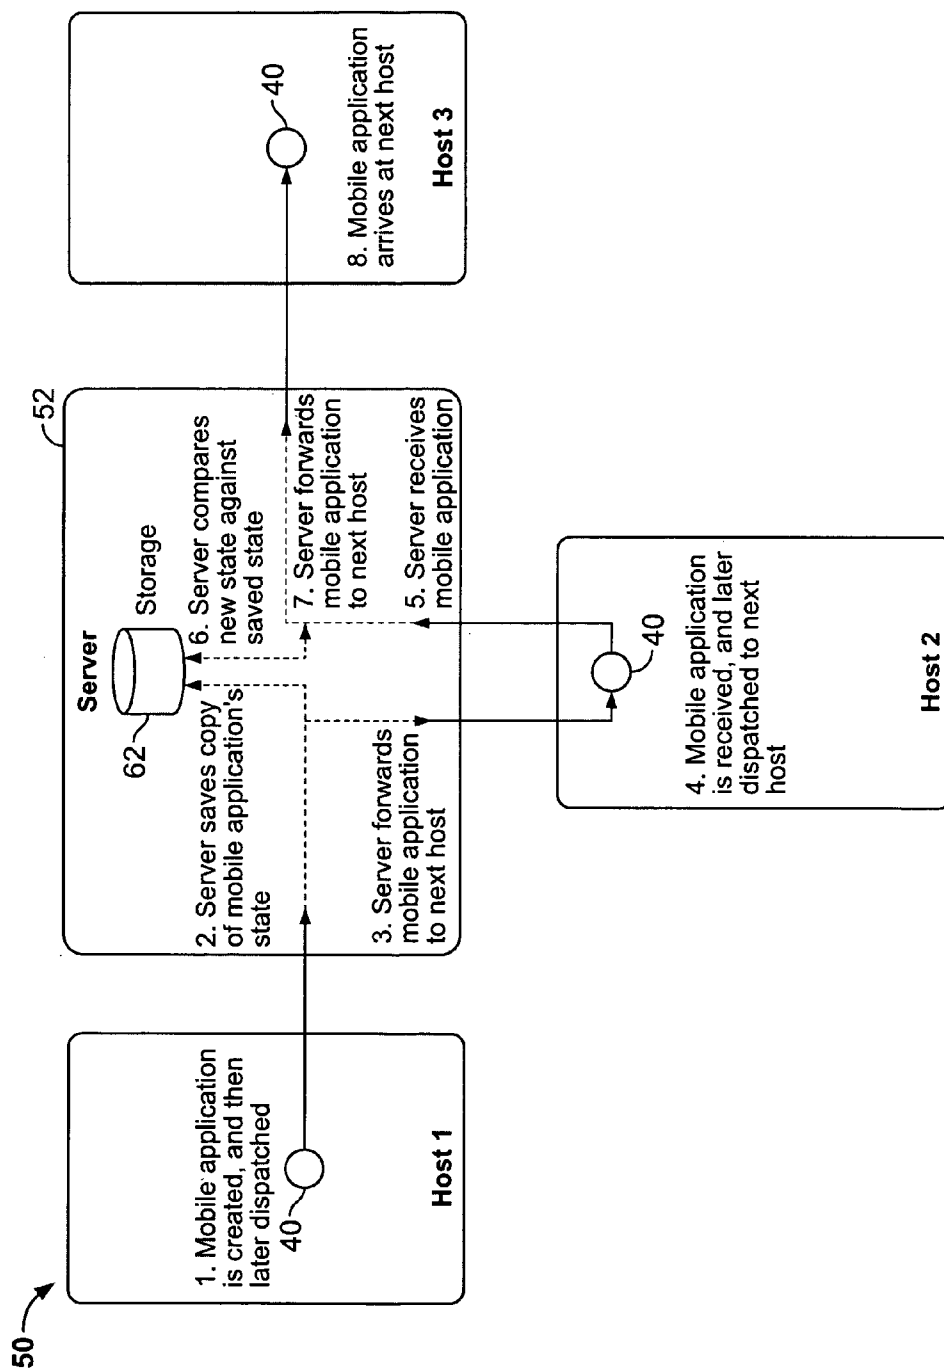 50
1. Mobile application
is created, and then
later dispatched
40
Host 1
52
Server
Storage
62
2. Server saves copy
of mobile application's
state
3. Server forwards
mobile application
to next host
6. Server compares
new state against
saved state
7. Server forwards
mobile application
to next host
5. Server receives
mobile application
40
4. Mobile application
is received, and later
dispatched to next
host
Host 2
40
8. Mobile application
arrives at next host
Host 3